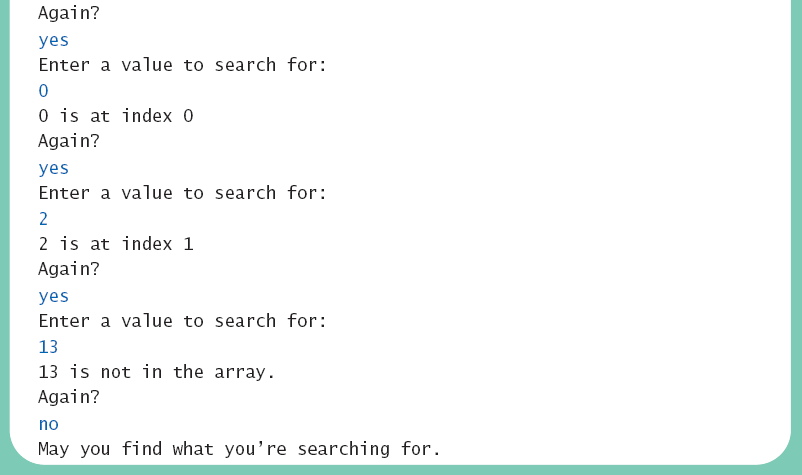 Again?
yes
Enter a value to search for:
0
0 is at index 0
Again?
yes
Enter a value to search for:
2
2 is at index 1
Again?
yes
Enter a value to search for:
13
13 is not in the array.
Again?
no
May you find what you’re searching for.